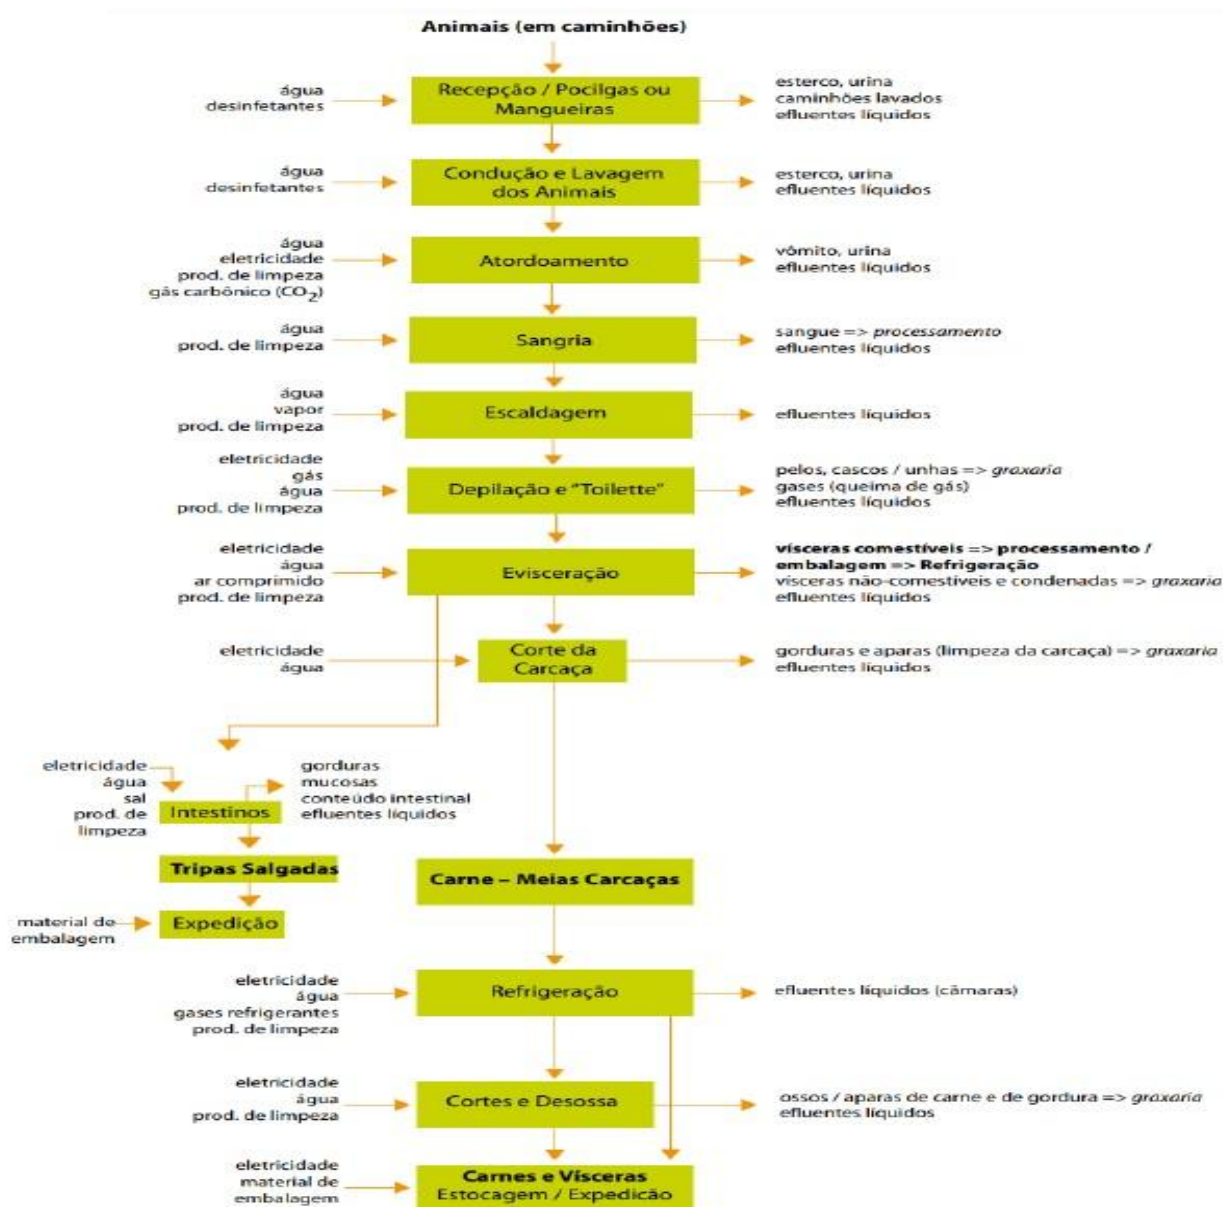 Animais (em caminhões)
água
desinfetantes
Recepção / Pocilgas ou
Mangueiras
esterco, urina
caminhões lavados
efluentes líquidos
água
desinfetantes
Condução e Lavagem
dos Animais
esterco, urina
efluentes líquidos
água
eletricidade
prod. de limpeza
gás carbônico (CO2)
Atordoamento
vômito, urina
efluentes líquidos
água
prod. de limpeza
Sangria
sangue => processamento
efluentes líquidos
água
vapor
prod. de limpeza
Escaldagem
efluentes líquidos
eletricidade
gás
água
prod. de limpeza
Depilação e "Toilette"
pelos, cascos / unhas => graxaria
gases (queima de gás)
efluentes líquidos
eletricidade
água
ar comprimido
prod. de limpeza
Evisceração
vísceras comestíveis => processamento /
embalagem => Refrigeração
vísceras não-comestíveis e condenadas => graxaria
efluentes líquidos
eletricidade
água
Corte da
Carcaça
gorduras e aparas (limpeza da carcaça) => graxaria
efluentes líquidos
eletricidade
água
sal
prod. de
limpeza
Intestinos
gorduras
mucosas
conteúdo intestinal
efluentes líquidos
Tripas Salgadas
material de
embalagem
Expedição
Carne – Meias Carcaças
eletricidade
água
gases refrigerantes
prod. de limpeza
Refrigeração
efluentes líquidos (câmaras)
eletricidade
água
prod. de limpeza
Cortes e Desossa
ossos / aparas de carne e de gordura => graxaria
efluentes líquidos
eletricidade
material de
embalagem
Carnes e Vísceras
Estocagem / Expedicão